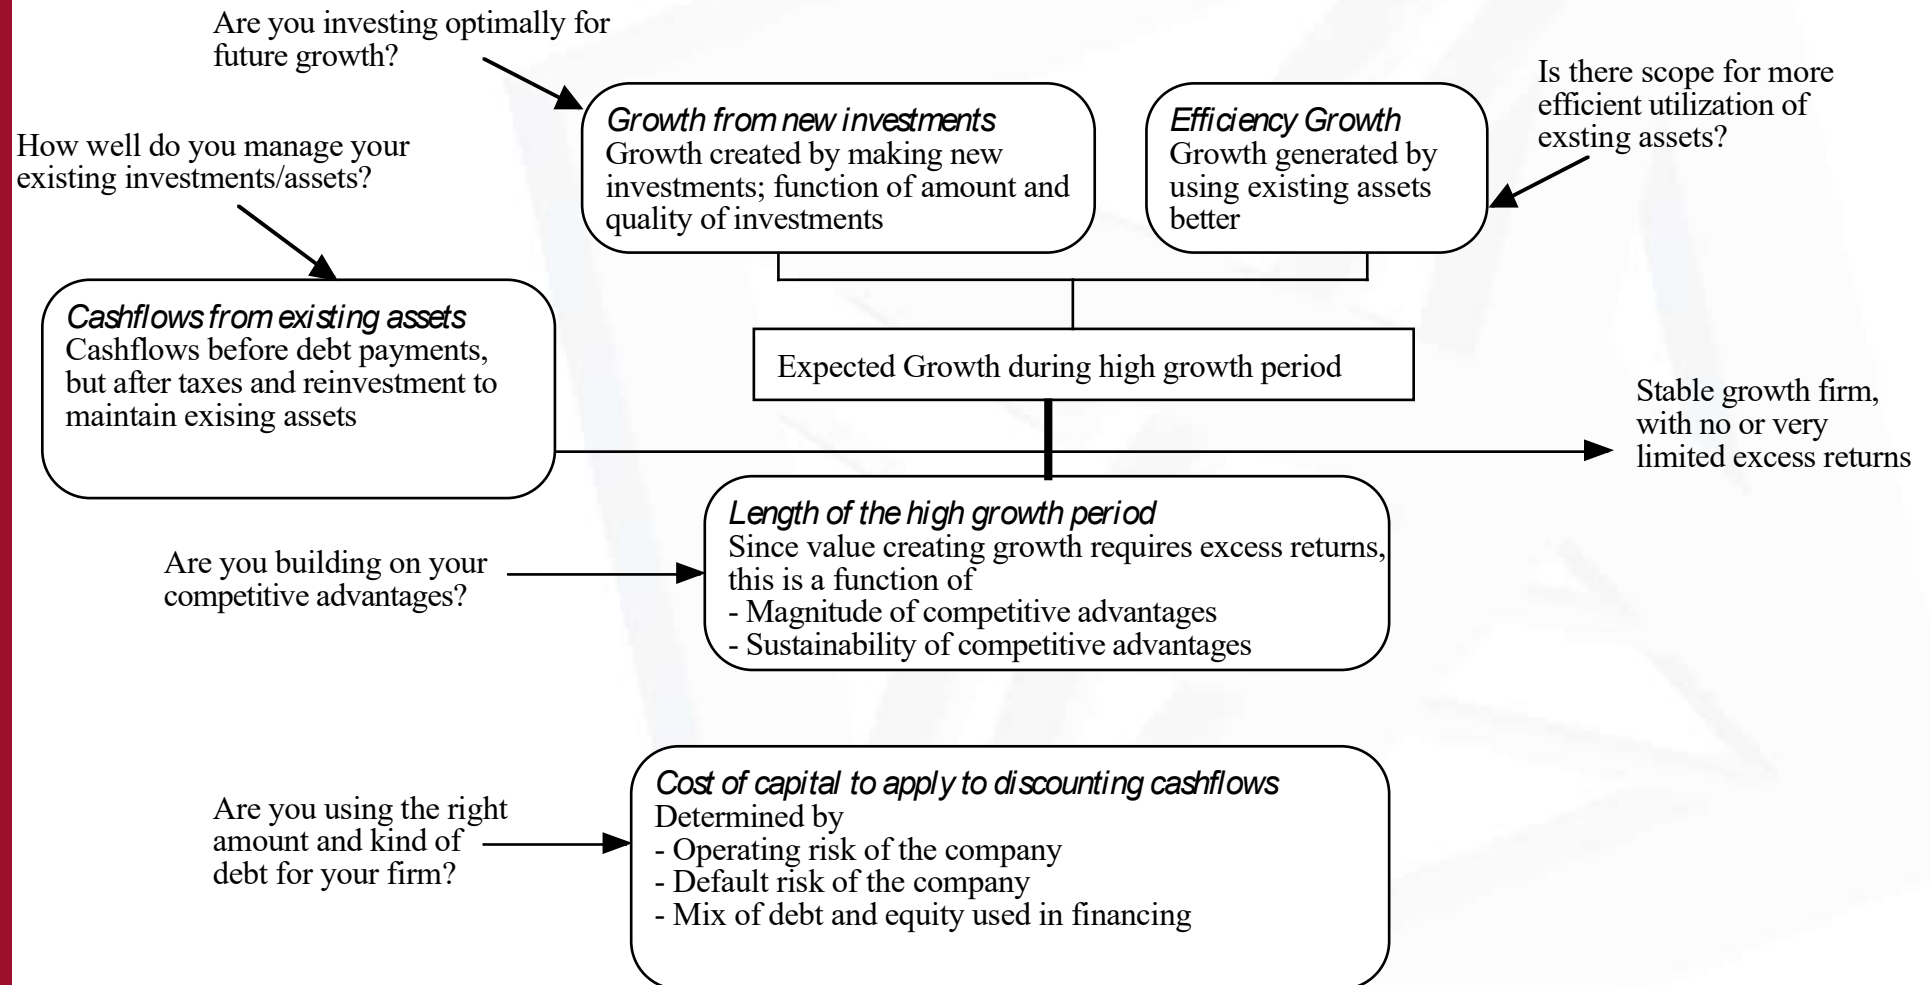 Are you investing optimally for
future growth?
Is there scope for more
efficient utilization of
exsting assets?
Growth from new investments
Growth created by making new
investments; function of amount and
quality of investments
Efficiency Growth
Growth generated by
using existing assets
better
How well do you manage your
existing investments/assets?
Cashflows from existing assets
Cashflows before debt payments,
but after taxes and reinvestment to
maintain exising assets
Expected Growth during high growth period
Stable growth firm,
with no or very
limited excess returns
Length of the high growth period
Since value creating growth requires excess returns,
this is a function of
- Magnitude of competitive advantages
- Sustainability of competitive advantages
Are you building on your
competitive advantages?
Cost of capital to apply to discounting cashflows
Determined by
- Operating risk of the company
- Default risk of the company
- Mix of debt and equity used in financing
Are you using the right
amount and kind of
debt for your firm?